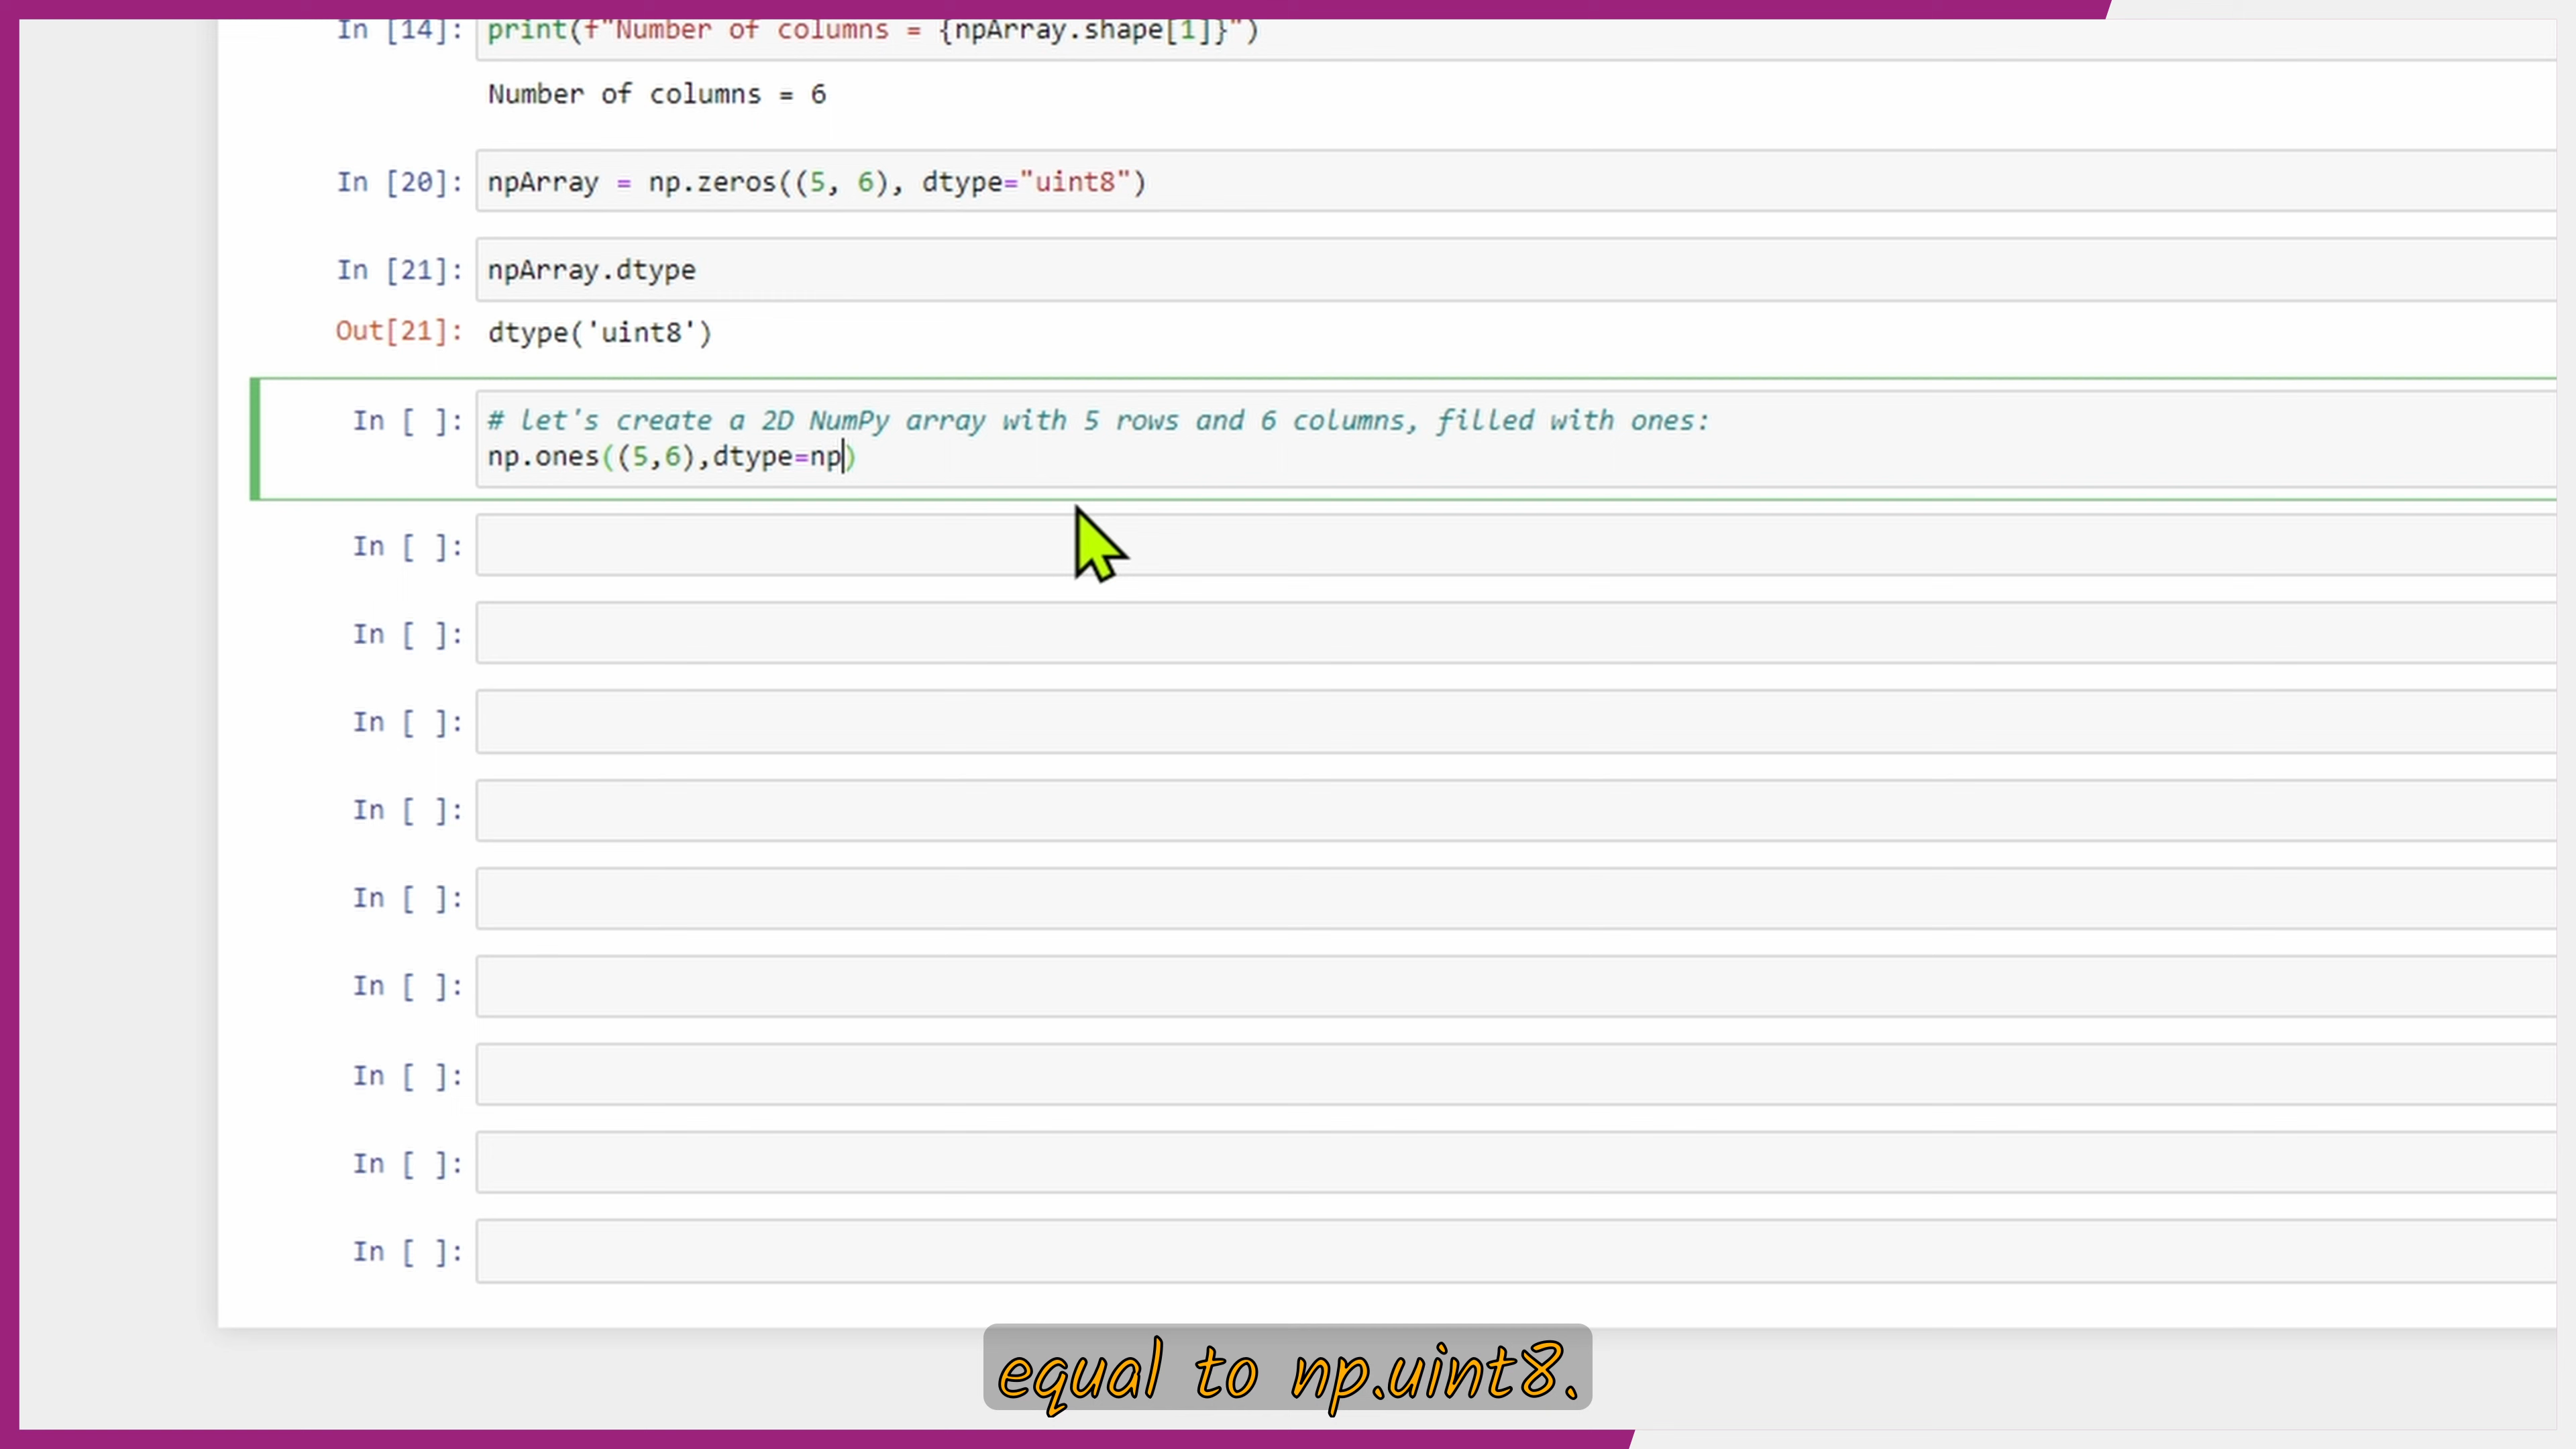 In [14]: print(f"Number of columns = {npArray.shape[1]}")
Number of columns = 6
In [20]: npArray = np.zeros((5, 6), dtype="uint8")
In [21]: npArray.dtype
Out[21]: dtype('uint8')
In [ ]: # let's create a 2D NumPy array with 5 rows and 6 columns, filled with ones:
np.ones((5,6),dtype=np)
In [ ]:
In [ ]:
In [ ]:
In [ ]:
In [ ]:
In [ ]:
In [ ]:
In [ ]:
In [ ]:
equal to np.uint8.